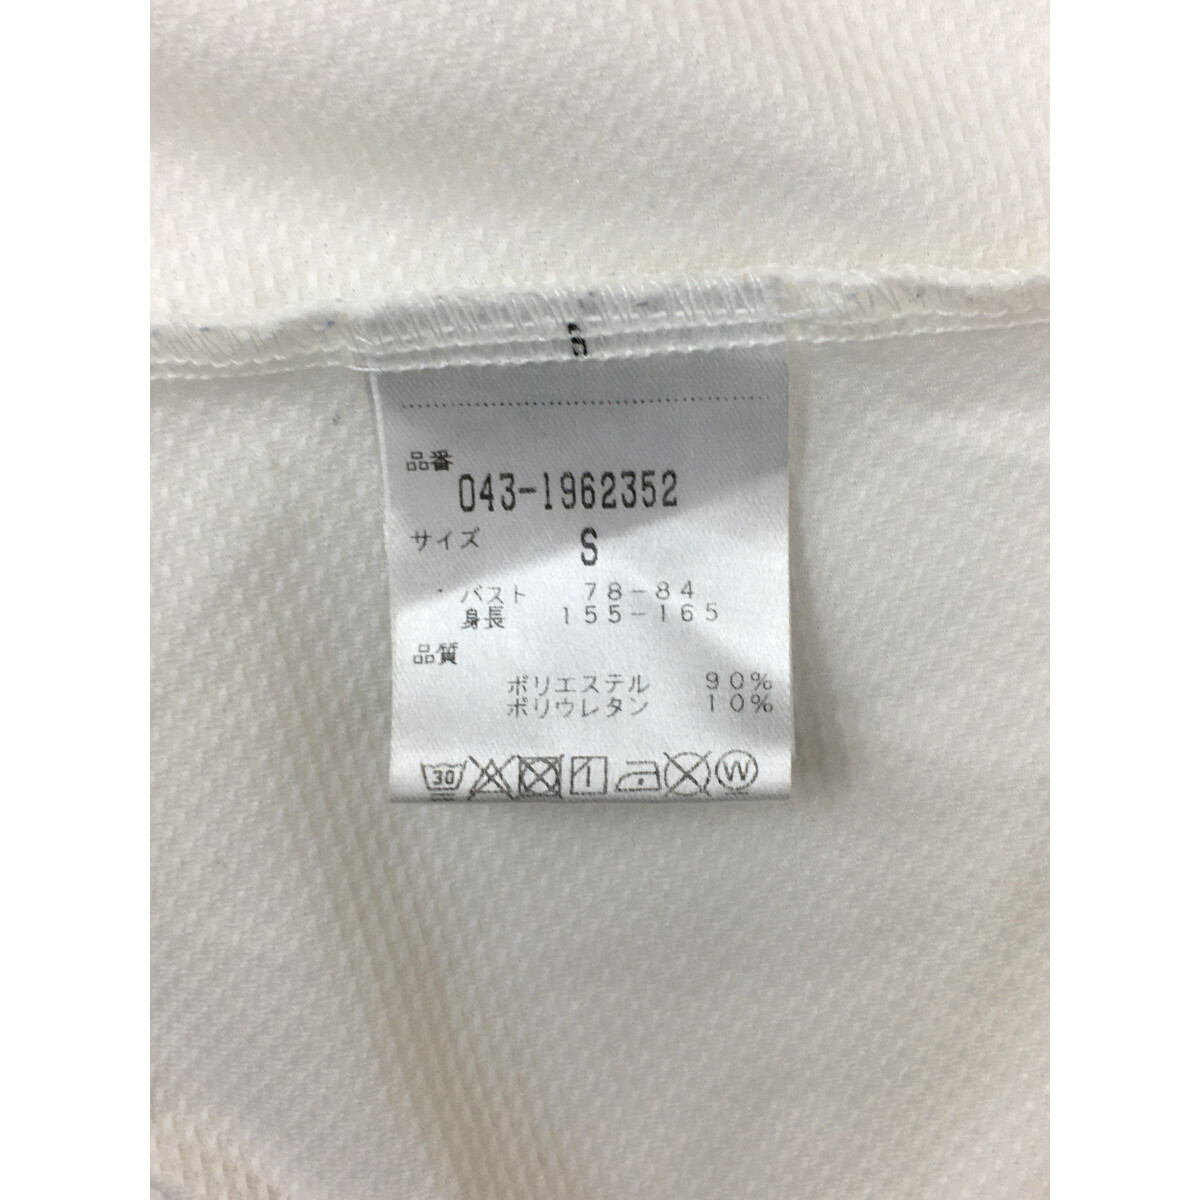 品番
043-1962352
サイズ S
バスト 78-84
身長 155-165
品質
ポリエステル 90%
ポリウレタン 10%
30 W